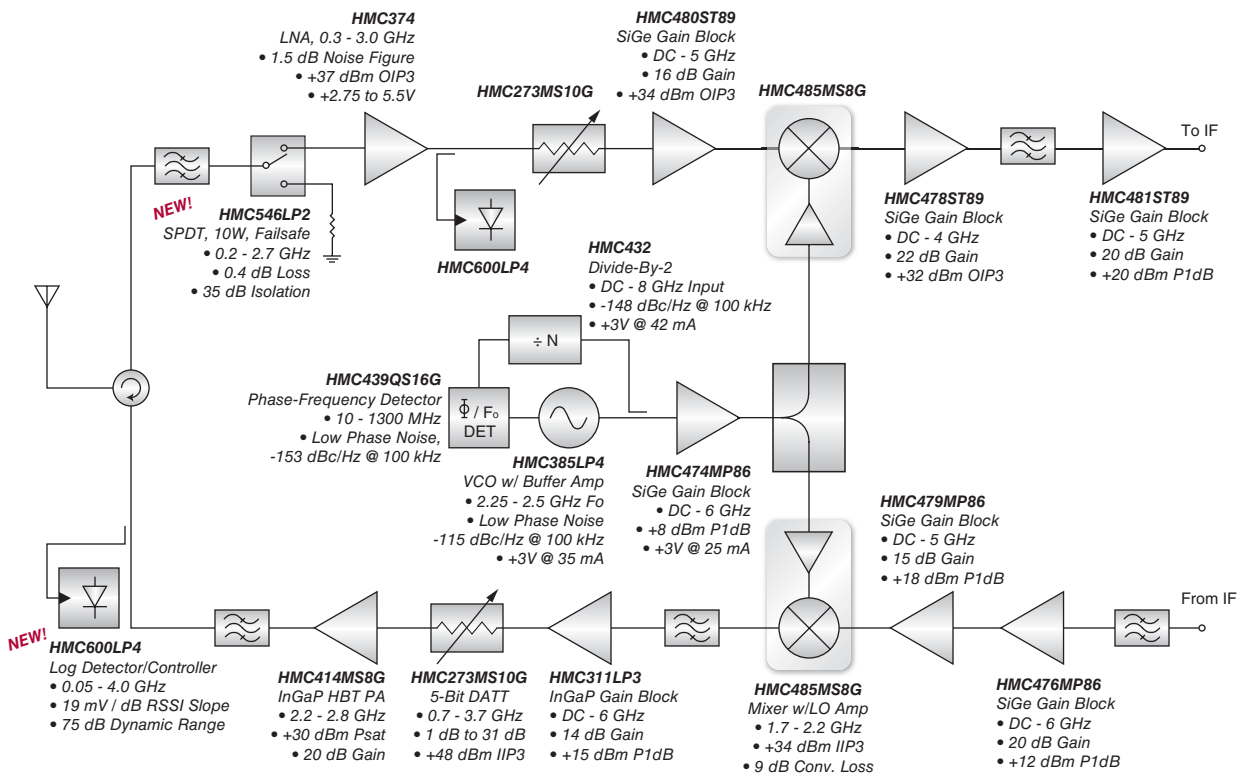 HMC374
LNA, 0.3 - 3.0 GHz
• 1.5 dB Noise Figure
• +37 dBm OIP3
• +2.75 to 5.5V
HMC273MS10G
HMC480ST89
SiGe Gain Block
• DC - 5 GHz
• 16 dB Gain
• +34 dBm OIP3
HMC485MS8G
To IF
NEW!
HMC546LP2
SPDT, 10W, Failsafe
• 0.2 - 2.7 GHz
• 0.4 dB Loss
• 35 dB Isolation
HMC600LP4
HMC478ST89
SiGe Gain Block
• DC - 4 GHz
• 22 dB Gain
• +32 dBm OIP3
HMC481ST89
SiGe Gain Block
• DC - 5 GHz
• 20 dB Gain
• +20 dBm P1dB
HMC432
Divide-By-2
• DC - 8 GHz Input
• -148 dBc/Hz @ 100 kHz
• +3V @ 42 mA
÷ N
HMC439QS16G
Phase-Frequency Detector
• 10 - 1300 MHz
• Low Phase Noise,
-153 dBc/Hz @ 100 kHz
Φ / Fo
DET
HMC385LP4
VCO w/ Buffer Amp
• 2.25 - 2.5 GHz Fo
• Low Phase Noise
-115 dBc/Hz @ 100 kHz
• +3V @ 35 mA
HMC474MP86
SiGe Gain Block
• DC - 6 GHz
• +8 dBm P1dB
• +3V @ 25 mA
HMC479MP86
SiGe Gain Block
• DC - 5 GHz
• 15 dB Gain
• +18 dBm P1dB
From IF
NEW!
HMC600LP4
Log Detector/Controller
• 0.05 - 4.0 GHz
• 19 mV / dB RSSI Slope
• 75 dB Dynamic Range
HMC414MS8G
InGaP HBT PA
• 2.2 - 2.8 GHz
• +30 dBm Psat
• 20 dB Gain
HMC273MS10G
5-Bit DATT
• 0.7 - 3.7 GHz
• 1 dB to 31 dB
• +48 dBm IIP3
HMC311LP3
InGaP Gain Block
• DC - 6 GHz
• 14 dB Gain
• +15 dBm P1dB
HMC485MS8G
Mixer w/LO Amp
• 1.7 - 2.2 GHz
• +34 dBm IIP3
• 9 dB Conv. Loss
HMC476MP86
SiGe Gain Block
• DC - 6 GHz
• 20 dB Gain
• +12 dBm P1dB